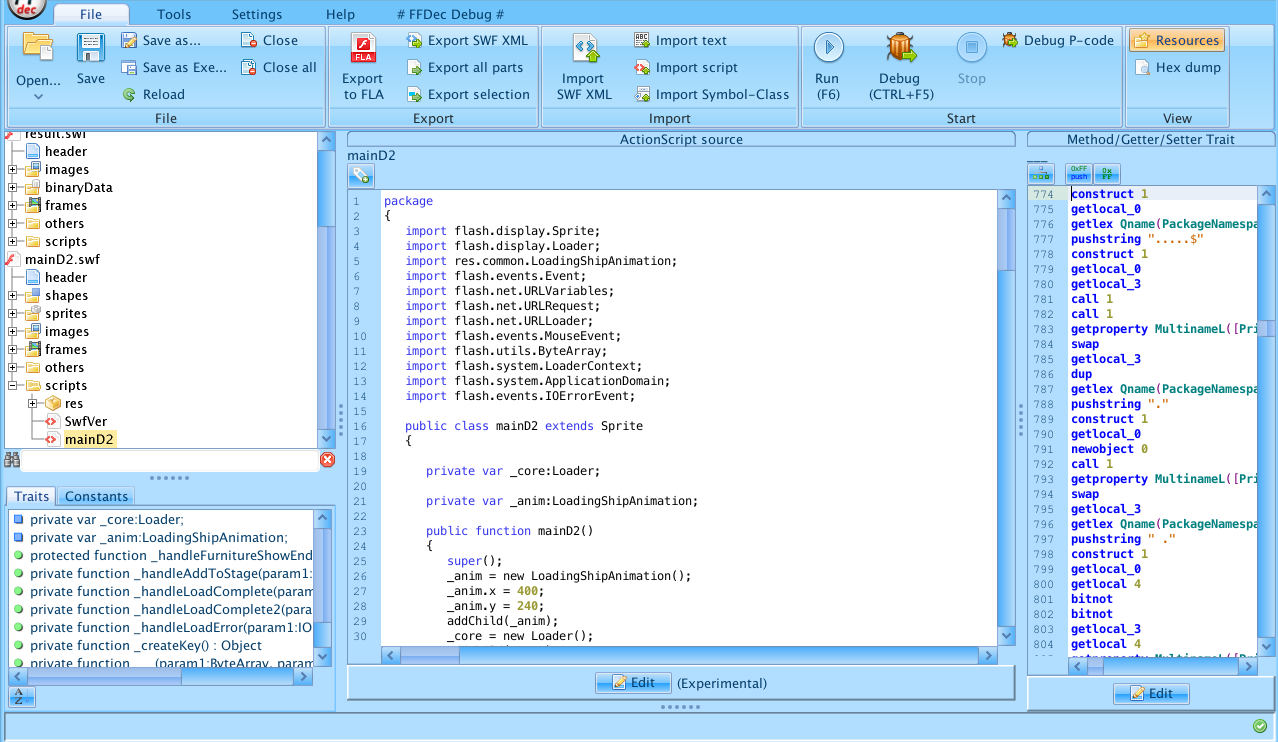 FF
dec
File Tools Settings Help # FFDec Debug #
Open...
Save
Save as...
Save as Exe...
Reload
Close
Close all
File
FLA
Export
to FLA
Export SWF XML
Export all parts
Export selection
Export
Import
SWF XML
Import text
Import script
Import Symbol-Class
Import
Run
(F6)
Debug
(CTRL+F5)
Stop
Debug P-code
Start
Resources
Hex dump
View
result.swf
header
images
binaryData
frames
others
scripts
mainD2.swf
header
shapes
sprites
images
frames
others
scripts
res
SwfVer
mainD2
Traits Constants
private var _core:Loader;
private var _anim:LoadingShipAnimation;
protected function _handleFurnitureShowEnd
private function _handleAddToStage(param1:
private function _handleLoadComplete(param
private function _handleLoadComplete2(para
private function _handleLoadError(param1:IO
private function _createKey() : Object
private function ___(param1:ByteArray, param
A
Z
ActionScript source
mainD2
1 package
2 {
3 import flash.display.Sprite;
4 import flash.display.Loader;
5 import res.common.LoadingShipAnimation;
6 import flash.events.Event;
7 import flash.net.URLVariables;
8 import flash.net.URLRequest;
9 import flash.net.URLLoader;
10 import flash.events.MouseEvent;
11 import flash.utils.ByteArray;
12 import flash.system.LoaderContext;
13 import flash.system.ApplicationDomain;
14 import flash.events.IOErrorEvent;
15
16 public class mainD2 extends Sprite
17 {
18
19 private var _core:Loader;
20
21 private var _anim:LoadingShipAnimation;
22
23 public function mainD2()
24 {
25 super();
26 _anim = new LoadingShipAnimation();
27 _anim.x = 400;
28 _anim.y = 240;
29 addChild(_anim);
30 _core = new Loader();
Edit (Experimental)
Method/Getter/Setter Trait
0xFF
push
0x
FF
774 construct 1
775 getlocal_0
776 getlex Qname(PackageNamespa
777 pushstring ".....$"
778 construct 1
779 getlocal_0
780 getlocal_3
781 call 1
782 call 1
783 getproperty MultinameL([Pri
784 swap
785 getlocal_3
786 dup
787 getlex Qname(PackageNamespa
788 pushstring "."
789 construct 1
790 getlocal_0
791 newobject 0
792 call 1
793 getproperty MultinameL([Pri
794 swap
795 getlocal_3
796 getlex Qname(PackageNamespa
797 pushstring " ."
798 construct 1
799 getlocal_0
800 getlocal 4
801 bitnot
802 bitnot
803 getlocal_3
804 getlocal 4
Edit